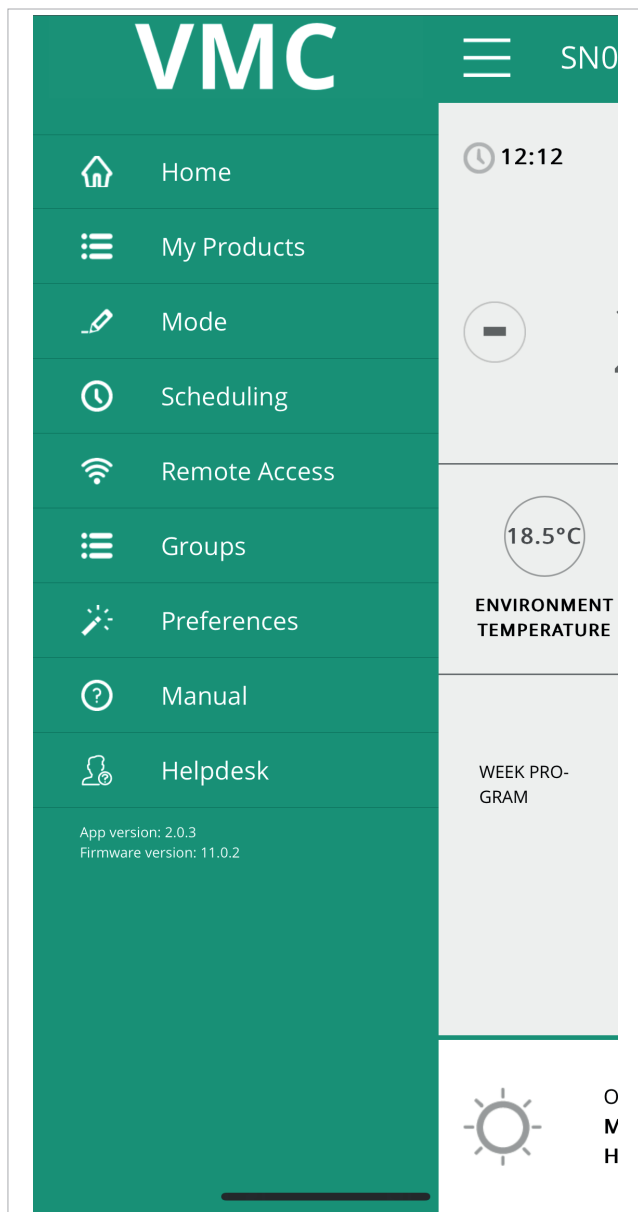 VMC
Home
My Products
Mode
Scheduling
Remote Access
Groups
Preferences
Manual
Helpdesk
App version: 2.0.3
Firmware version: 11.0.2
SN0
12:12
18.5°C
ENVIRONMENT
TEMPERATURE
WEEK PRO-
GRAM
O
M
H